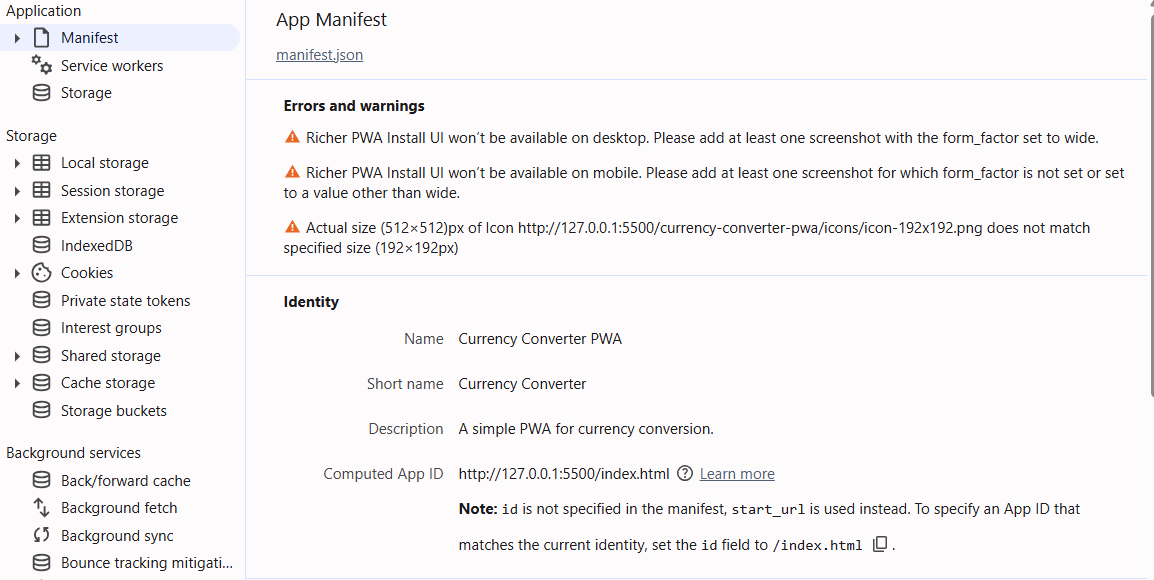 Application
Manifest
Service workers
Storage
Storage
Local storage
Session storage
Extension storage
IndexedDB
Cookies
Private state tokens
Interest groups
Shared storage
Cache storage
Storage buckets
Background services
Back/forward cache
Background fetch
Background sync
Bounce tracking mitigati...
App Manifest
manifest.json
Errors and warnings
Richer PWA Install UI won’t be available on desktop. Please add at least one screenshot with the form_factor set to wide.
Richer PWA Install UI won’t be available on mobile. Please add at least one screenshot for which form_factor is not set or set
to a value other than wide.
Actual size (512×512)px of Icon http://127.0.0.1:5500/currency-converter-pwa/icons/icon-192x192.png does not match
specified size (192×192px)
Identity
Name Currency Converter PWA
Short name Currency Converter
Description A simple PWA for currency conversion.
Computed App ID http://127.0.0.1:5500/index.html ? Learn more
Note: id is not specified in the manifest, start_url is used instead. To specify an App ID that
matches the current identity, set the id field to /index.html .